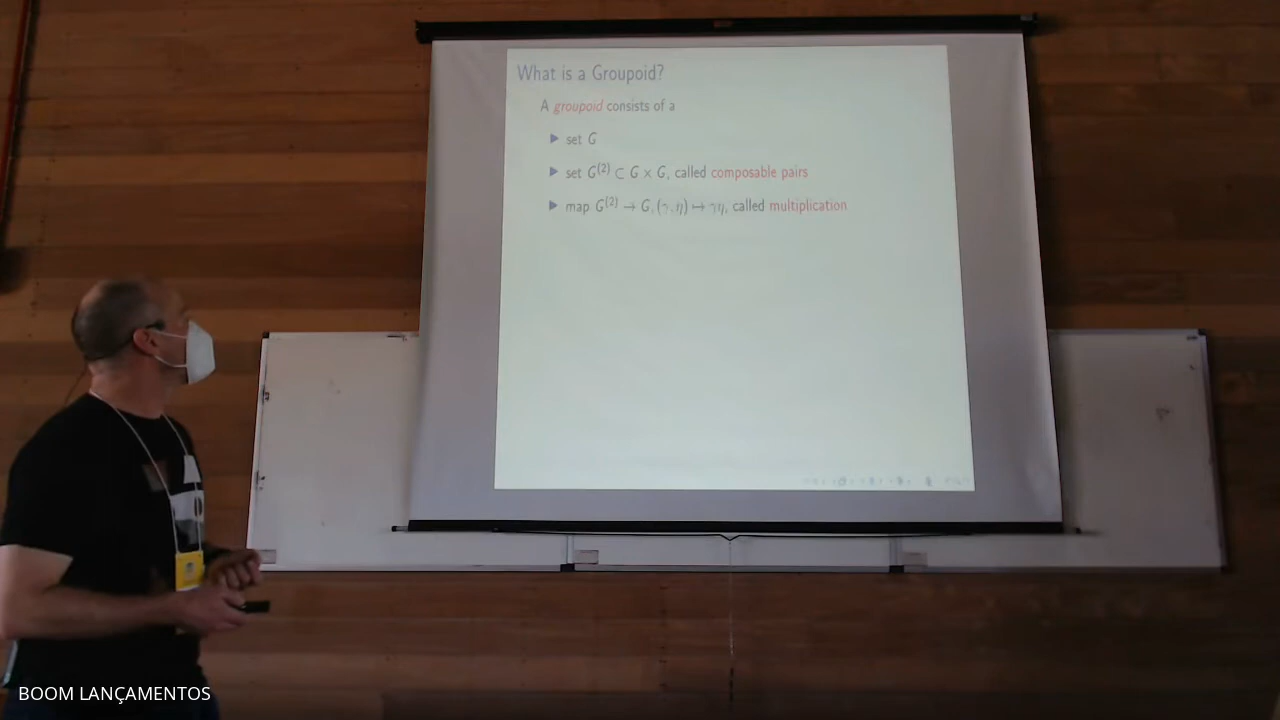 What is a Groupoid?
A groupoid consists of a
▶ set G
▶ set G⁽²⁾ ⊂ G × G, called composable pairs
▶ map G⁽²⁾ → G, (γ, η) ↦ γη, called multiplication
BOOM LANÇAMENTOS